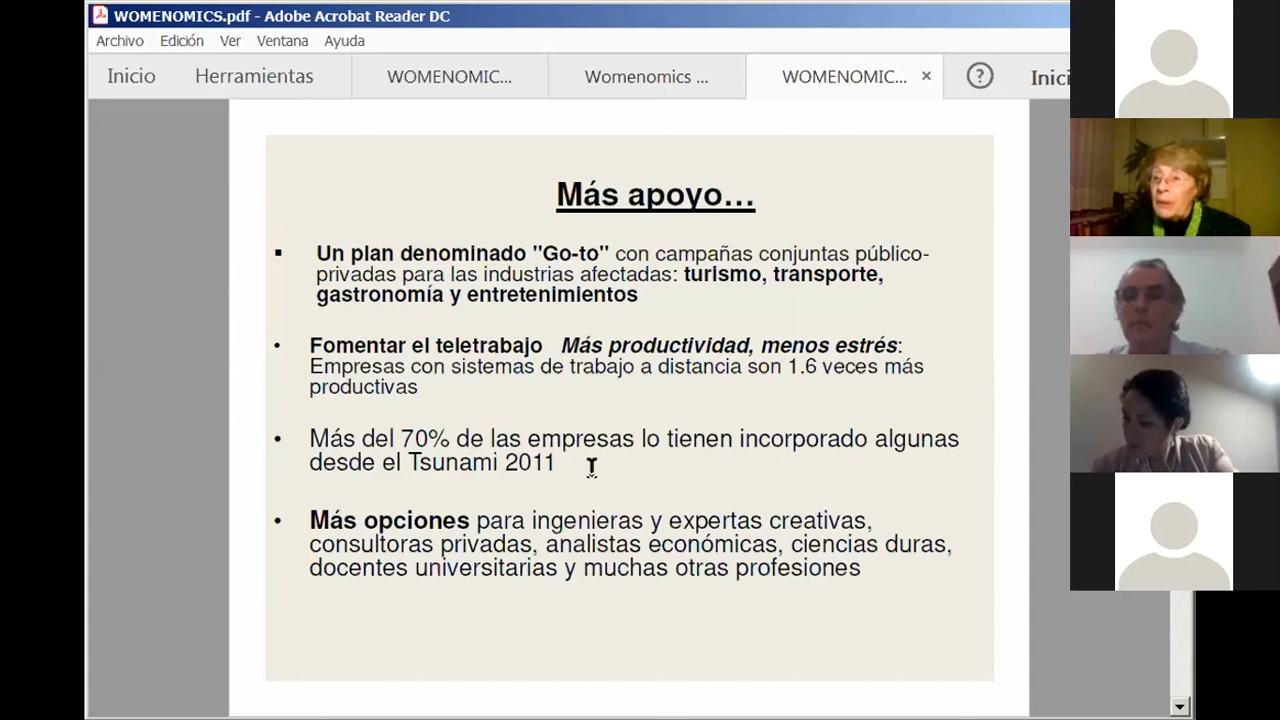 WOMENOMICS.pdf - Adobe Acrobat Reader DC
Archivo Edición Ver Ventana Ayuda
Inicio Herramientas WOMENOMIC... Womenomics ... WOMENOMIC... × ? Inici
Más apoyo...
▪ Un plan denominado "Go-to" con campañas conjuntas público-
privadas para las industrias afectadas: turismo, transporte,
gastronomía y entretenimientos
• Fomentar el teletrabajo Más productividad, menos estrés:
Empresas con sistemas de trabajo a distancia son 1.6 veces más
productivas
• Más del 70% de las empresas lo tienen incorporado algunas
desde el Tsunami 2011
• Más opciones para ingenieras y expertas creativas,
consultoras privadas, analistas económicas, ciencias duras,
docentes universitarias y muchas otras profesiones